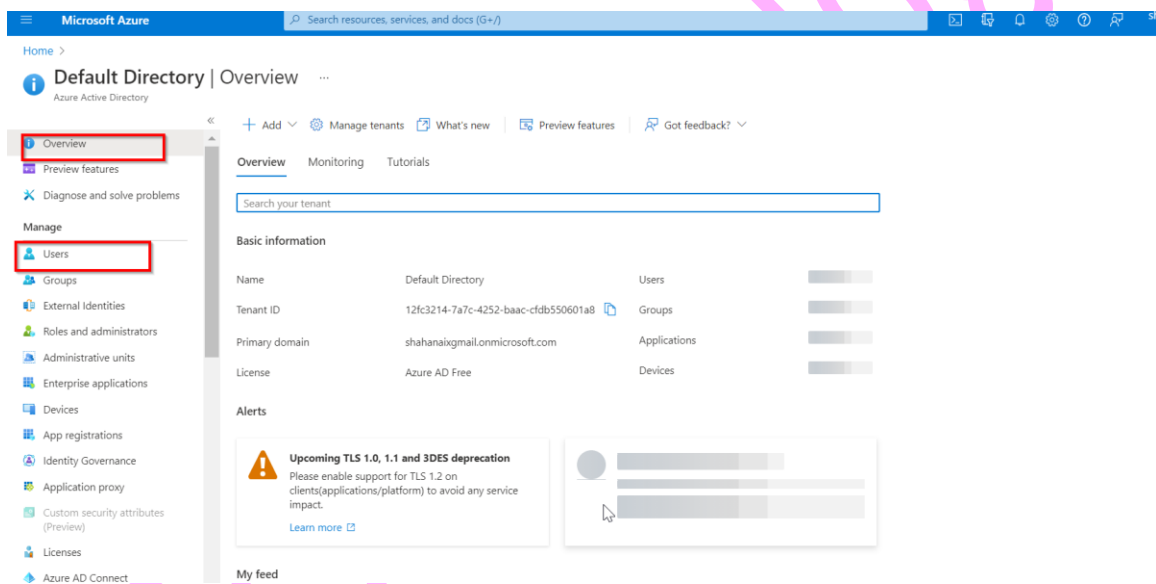 Microsoft Azure
Search resources, services, and docs (G+/)
Home >
Default Directory | Overview ...
Azure Active Directory
«
+ Add Manage tenants What's new Preview features Got feedback?
Overview
Preview features
Diagnose and solve problems
Manage
Users
Groups
External Identities
Roles and administrators
Administrative units
Enterprise applications
Devices
App registrations
Identity Governance
Application proxy
Custom security attributes
(Preview)
Licenses
Azure AD Connect
Overview Monitoring Tutorials
Search your tenant
Basic information
Name Default Directory Users
Tenant ID 12fc3214-7a7c-4252-baac-cfdb550601a8 Groups
Primary domain shahanaixgmail.onmicrosoft.com Applications
License Azure AD Free Devices
Alerts
Upcoming TLS 1.0, 1.1 and 3DES deprecation
Please enable support for TLS 1.2 on
clients(applications/platform) to avoid any service
impact.
Learn more
My feed